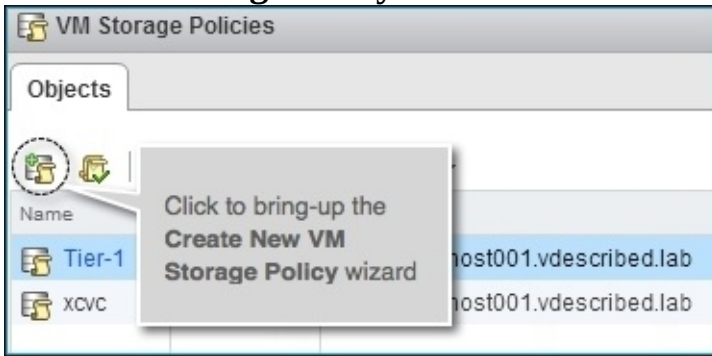 VM Storage Policies
Objects
Click to bring-up the
Create New VM
Storage Policy wizard
Name
Tier-1
host001.vdescribed.lab
xcvc
host001.vdescribed.lab